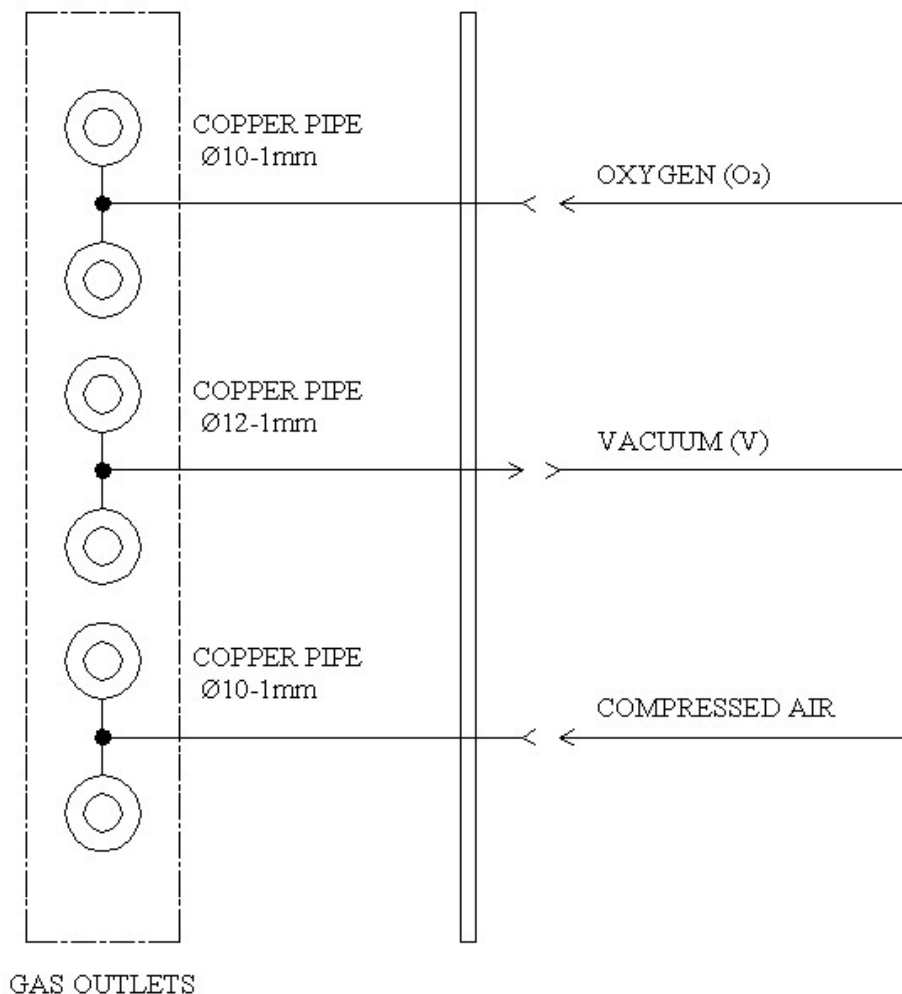 COPPER PIPE
Ø10-1mm
OXYGEN (O₂)
COPPER PIPE
Ø12-1mm
VACUUM (V)
COPPER PIPE
Ø10-1mm
COMPRESSED AIR
GAS OUTLETS